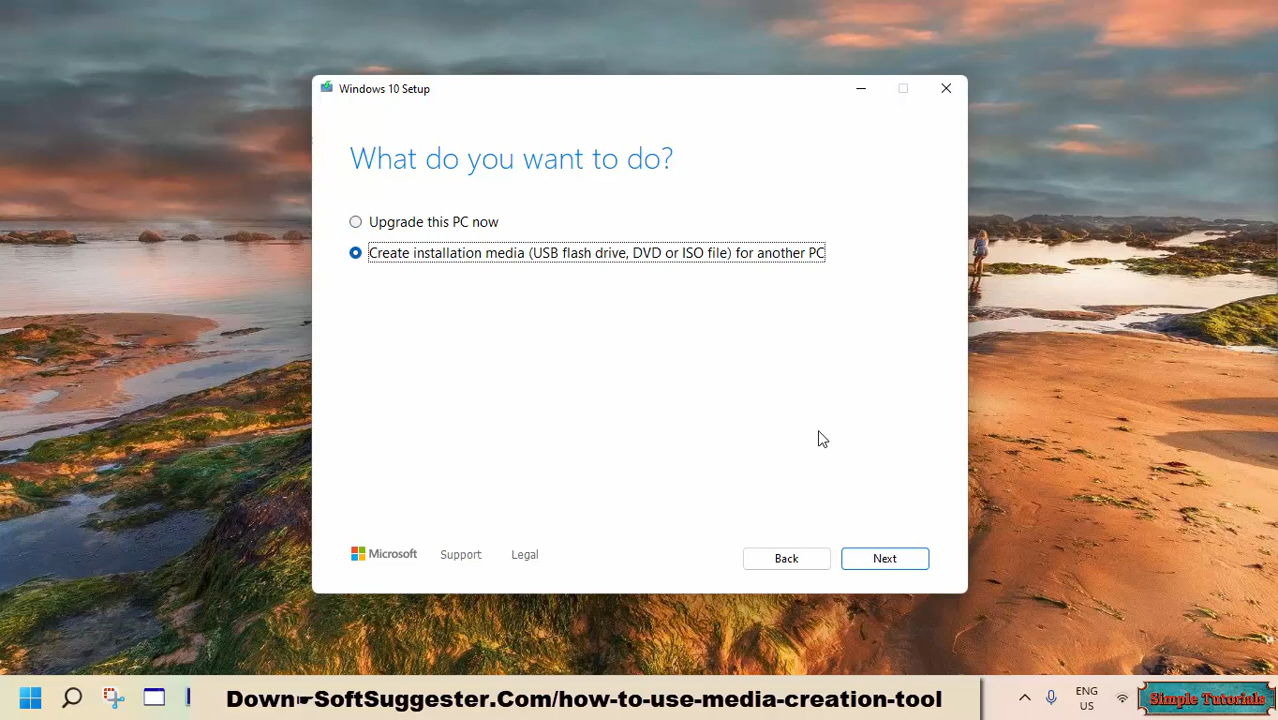 Windows 10 Setup
What do you want to do?
Upgrade this PC now
Create installation media (USB flash drive, DVD or ISO file) for another PC
Microsoft Support Legal
Back Next
Down☛SoftSuggester.Com/how-to-use-media-creation-tool
ENG
US
Simple Tutorials